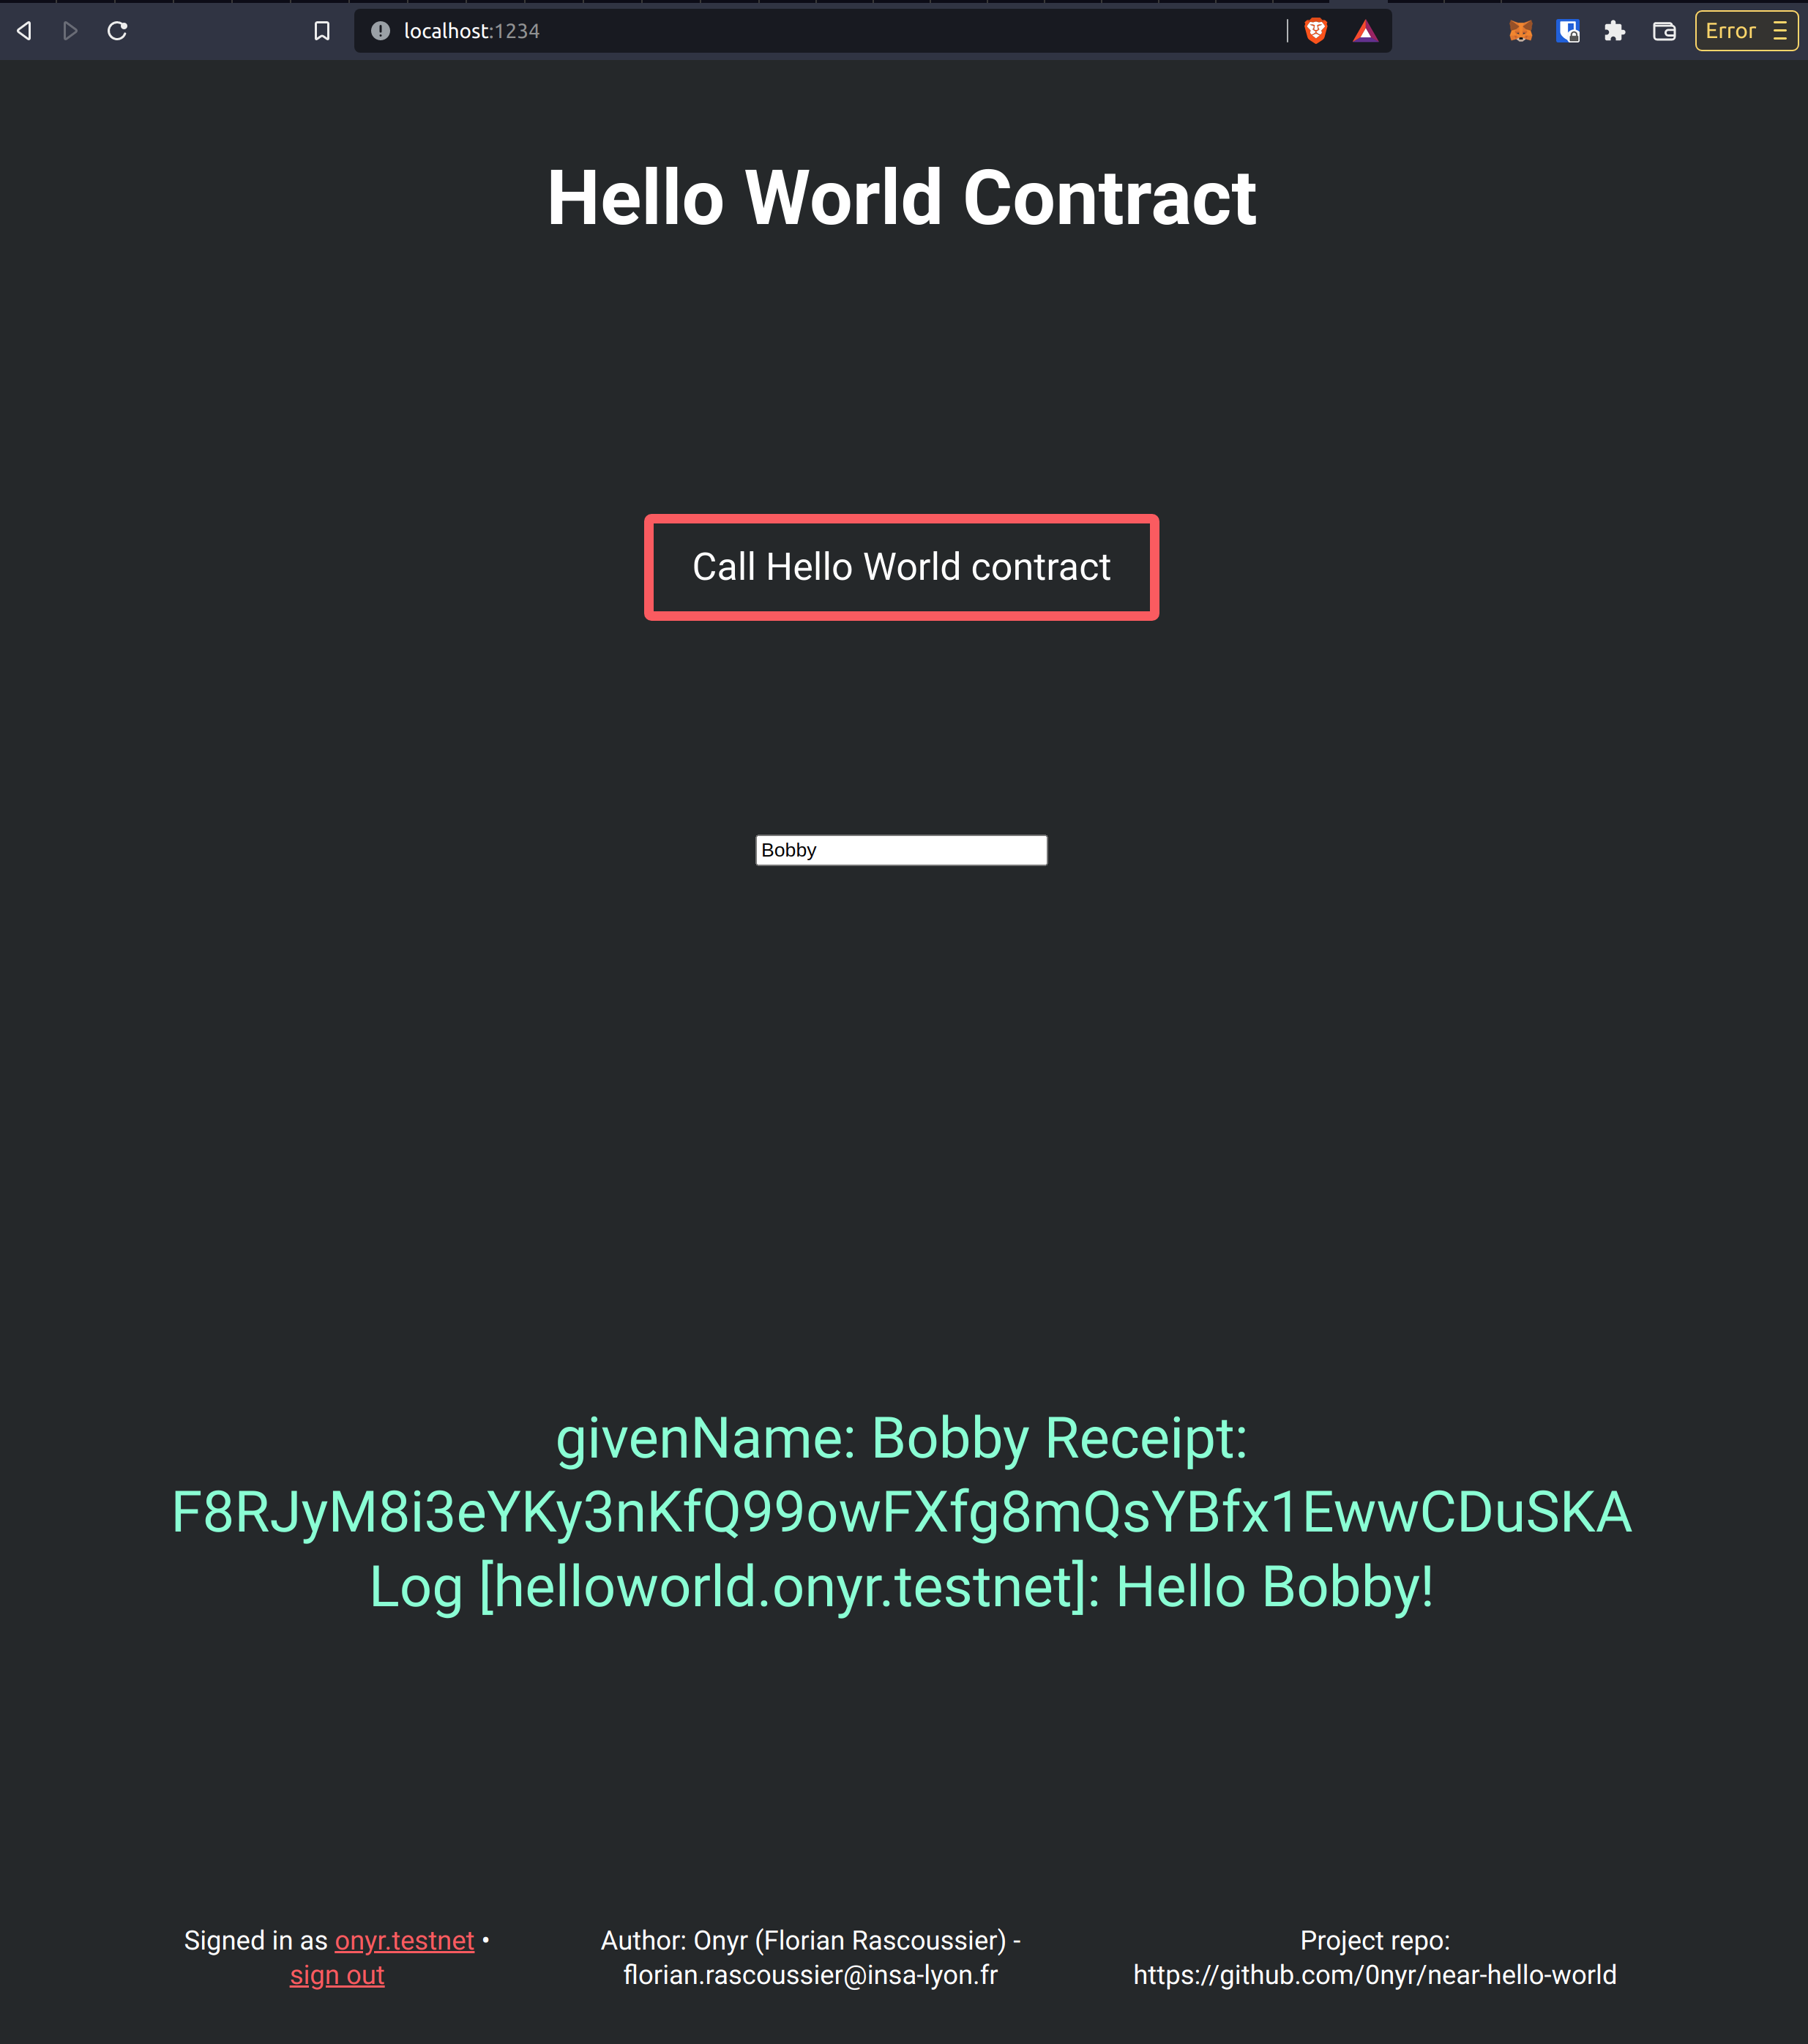 localhost:1234
Error
Hello World Contract
Call Hello World contract
Bobby
givenName: Bobby Receipt:
F8RJyM8i3eYKy3nKfQ99owFXfg8mQsYBfx1EwwCDuSKA
Log [helloworld.onyr.testnet]: Hello Bobby!
Signed in as onyr.testnet •
sign out
Author: Onyr (Florian Rascoussier) -
florian.rascoussier@insa-lyon.fr
Project repo:
https://github.com/0nyr/near-hello-world